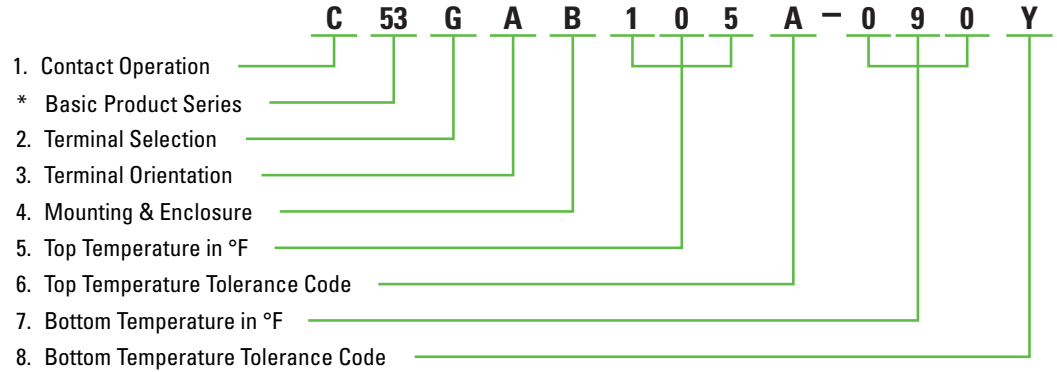 C 53 G A B 1 0 5 A – 0 9 0 Y
1. Contact Operation
* Basic Product Series
2. Terminal Selection
3. Terminal Orientation
4. Mounting & Enclosure
5. Top Temperature in °F
6. Top Temperature Tolerance Code
7. Bottom Temperature in °F
8. Bottom Temperature Tolerance Code